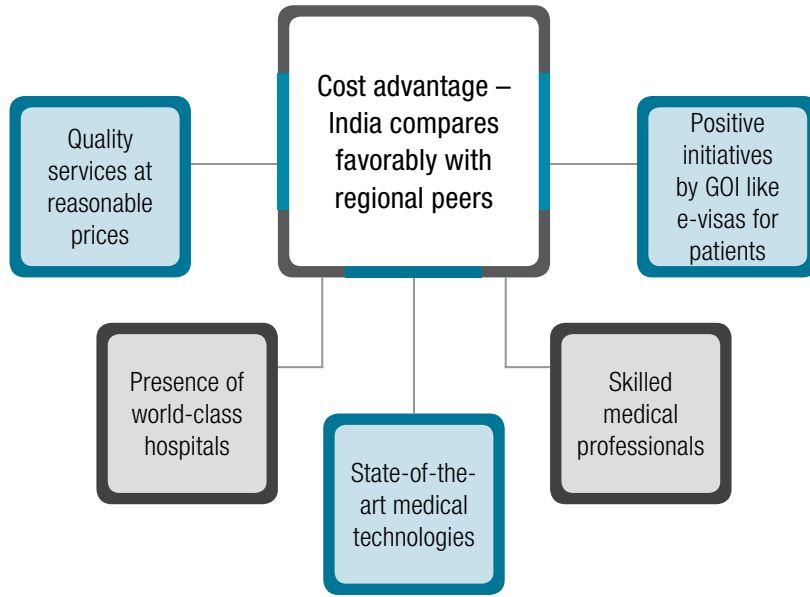 Cost advantage –
India compares
favorably with
regional peers
Quality
services at
reasonable
prices
Positive
initiatives
by GOI like
e-visas for
patients
Presence of
world-class
hospitals
State-of-the-
art medical
technologies
Skilled
medical
professionals